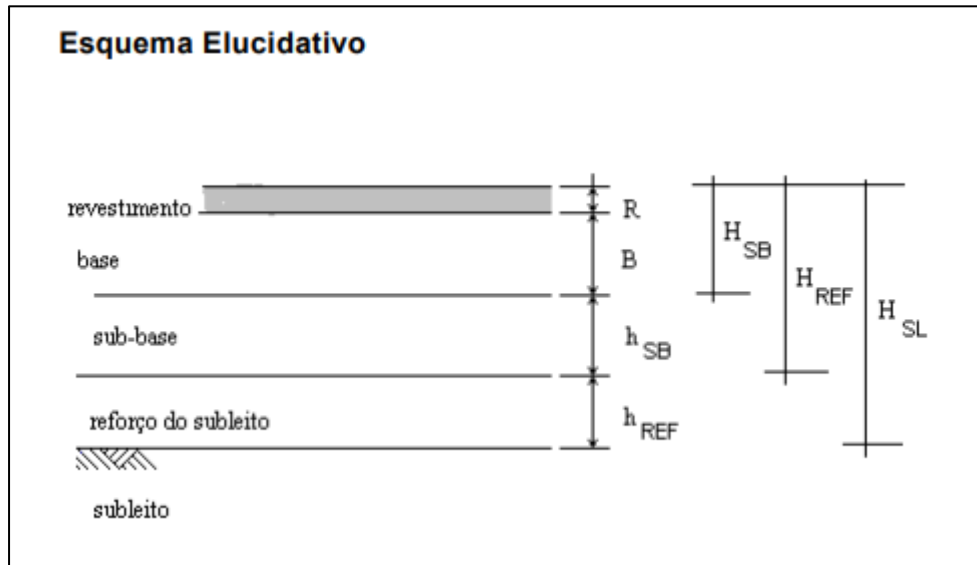 Esquema Elucidativo
revestimento
R
base
B
sub-base
h SB
reforço do subleito
h REF
subleito
H SB
H REF
H SL